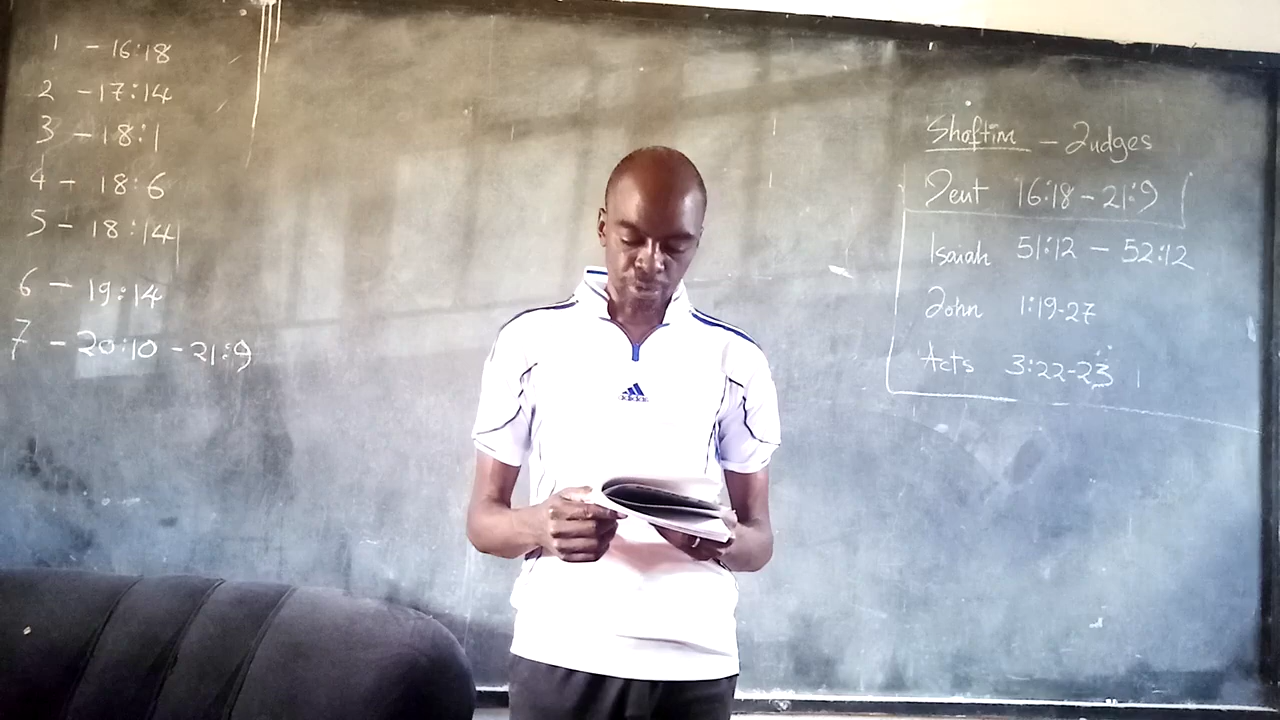 1 - 16:18
2 - 17:14
3 - 18:1
4 - 18:6
5 - 18:14
6 - 19:14
7 - 20:10 - 21:9
Shoftim - Judges
Deut 16:18 - 21:9
Isaiah 51:12 - 52:12
John 1:19-27
Acts 3:22-23
adidas